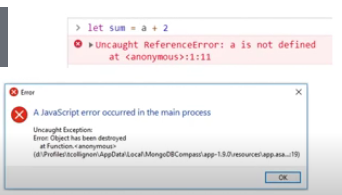 > let sum = a + 2
Uncaught ReferenceError: a is not defined
at <anonymous>:1:11
Error
A JavaScript error occurred in the main process
Uncaught Exception:
Error: Object has been destroyed
at Function.<anonymous>
(d:\Profiles\tcollignon\AppData\Local\MongoDBCompass\app-1.9.0\resources\app.asa...:19)
OK